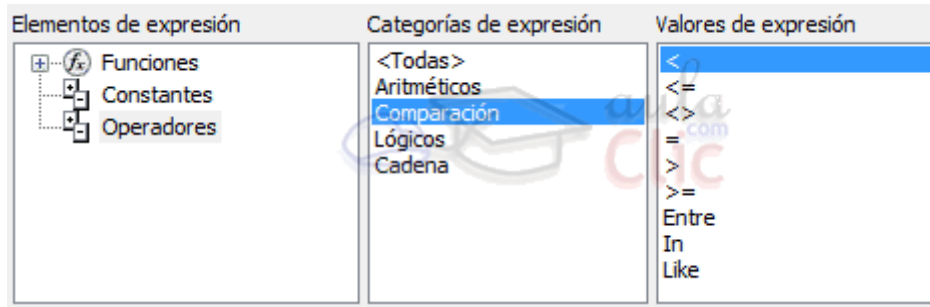 Elementos de expresión
Funciones
Constantes
Operadores
Categorías de expresión
<Todas>
Aritméticos
Comparación
Lógicos
Cadena
Valores de expresión
<
<=
<>
=
>
>=
Entre
In
Like
aula
Clic
.com